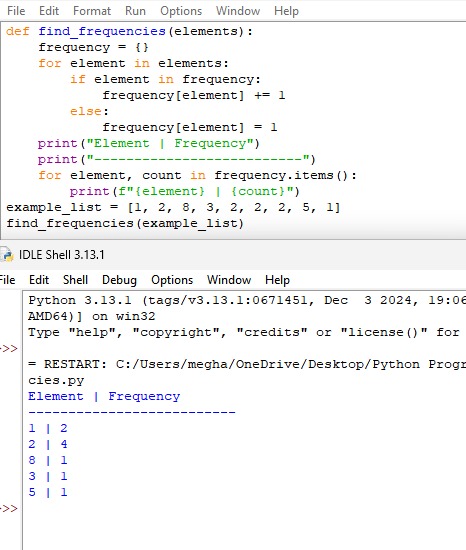 File Edit Format Run Options Window Help
def find_frequencies(elements):
    frequency = {}
    for element in elements:
        if element in frequency:
            frequency[element] += 1
        else:
            frequency[element] = 1
    print("Element | Frequency")
    print("--------------------------")
    for element, count in frequency.items():
        print(f"{element} | {count}")
example_list = [1, 2, 8, 3, 2, 2, 2, 5, 1]
find_frequencies(example_list)
IDLE Shell 3.13.1
File Edit Shell Debug Options Window Help
Python 3.13.1 (tags/v3.13.1:0671451, Dec  3 2024, 19:06
AMD64)] on win32
Type "help", "copyright", "credits" or "license()" for
>>>
= RESTART: C:/Users/megha/OneDrive/Desktop/Python Progr
cies.py
Element | Frequency
--------------------------
1 | 2
2 | 4
8 | 1
3 | 1
5 | 1
>>>